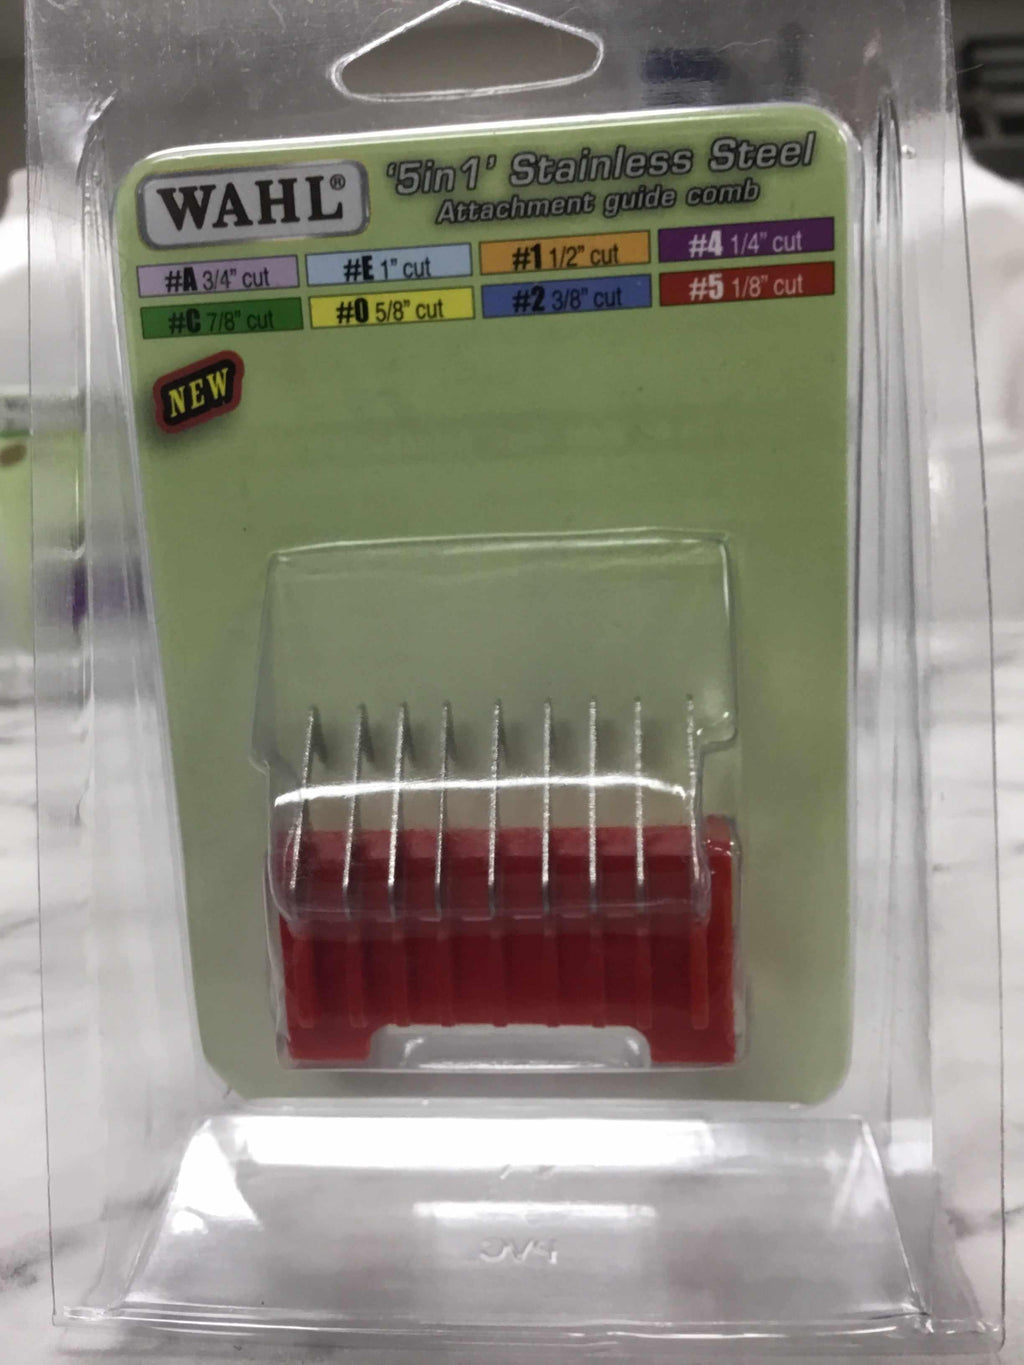 WAHL®
'5in1' Stainless Steel
Attachment guide comb
#A 3/4" cut
#E 1" cut
#1 1/2" cut
#4 1/4" cut
#C 7/8" cut
#0 5/8" cut
#2 3/8" cut
#5 1/8" cut
NEW
PVC